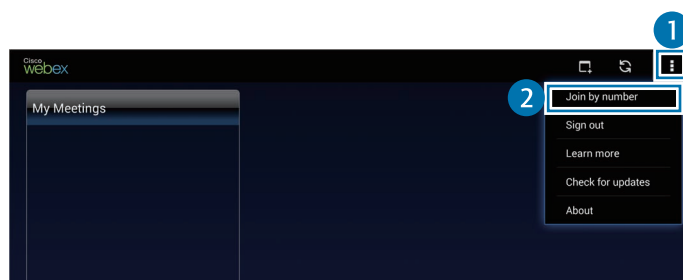 1
Cisco
webex
2
Join by number
My Meetings
Sign out
Learn more
Check for updates
About